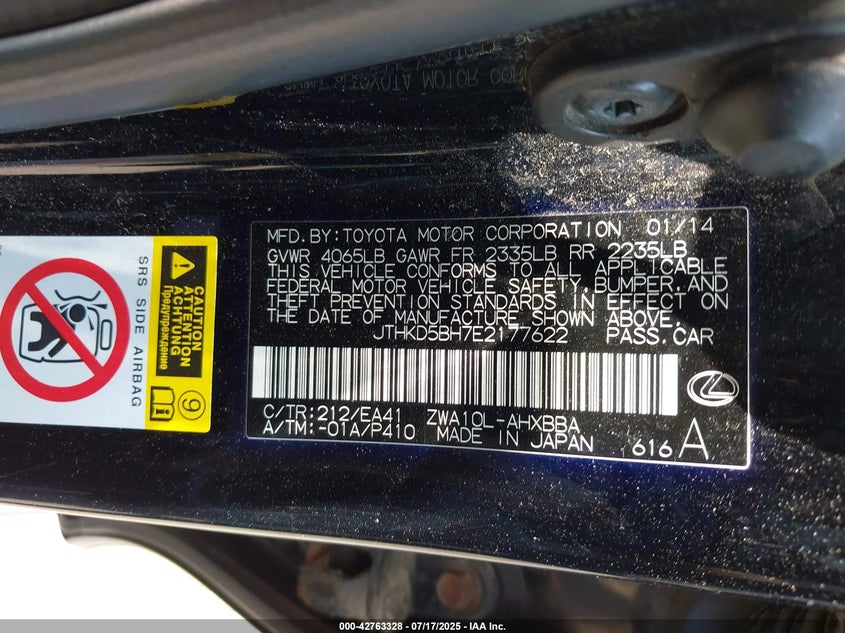 MFD.BY:TOYOTA MOTOR CORPORATION 01/14
GVWR 4065LB GAWR FR 2335LB RR 2235LB
THIS VEHICLE CONFORMS TO ALL APPLICABLE
FEDERAL MOTOR VEHICLE SAFETY, BUMPER, AND
THEFT PREVENTION STANDARDS IN EFFECT ON
THE DATE OF MANUFACTURE SHOWN ABOVE.
JTHKD5BH7E2177622 PASS.CAR
C/TR:212/EA41 ZWA10L-AHXBBA
A/TM:-01A/P410 MADE IN JAPAN 616 A
SRS SIDE AIRBAG
CAUTION
ATTENTION
ACHTUNG
Предупреждение
9
000-42763328 - 07/17/2025 - IAA Inc.